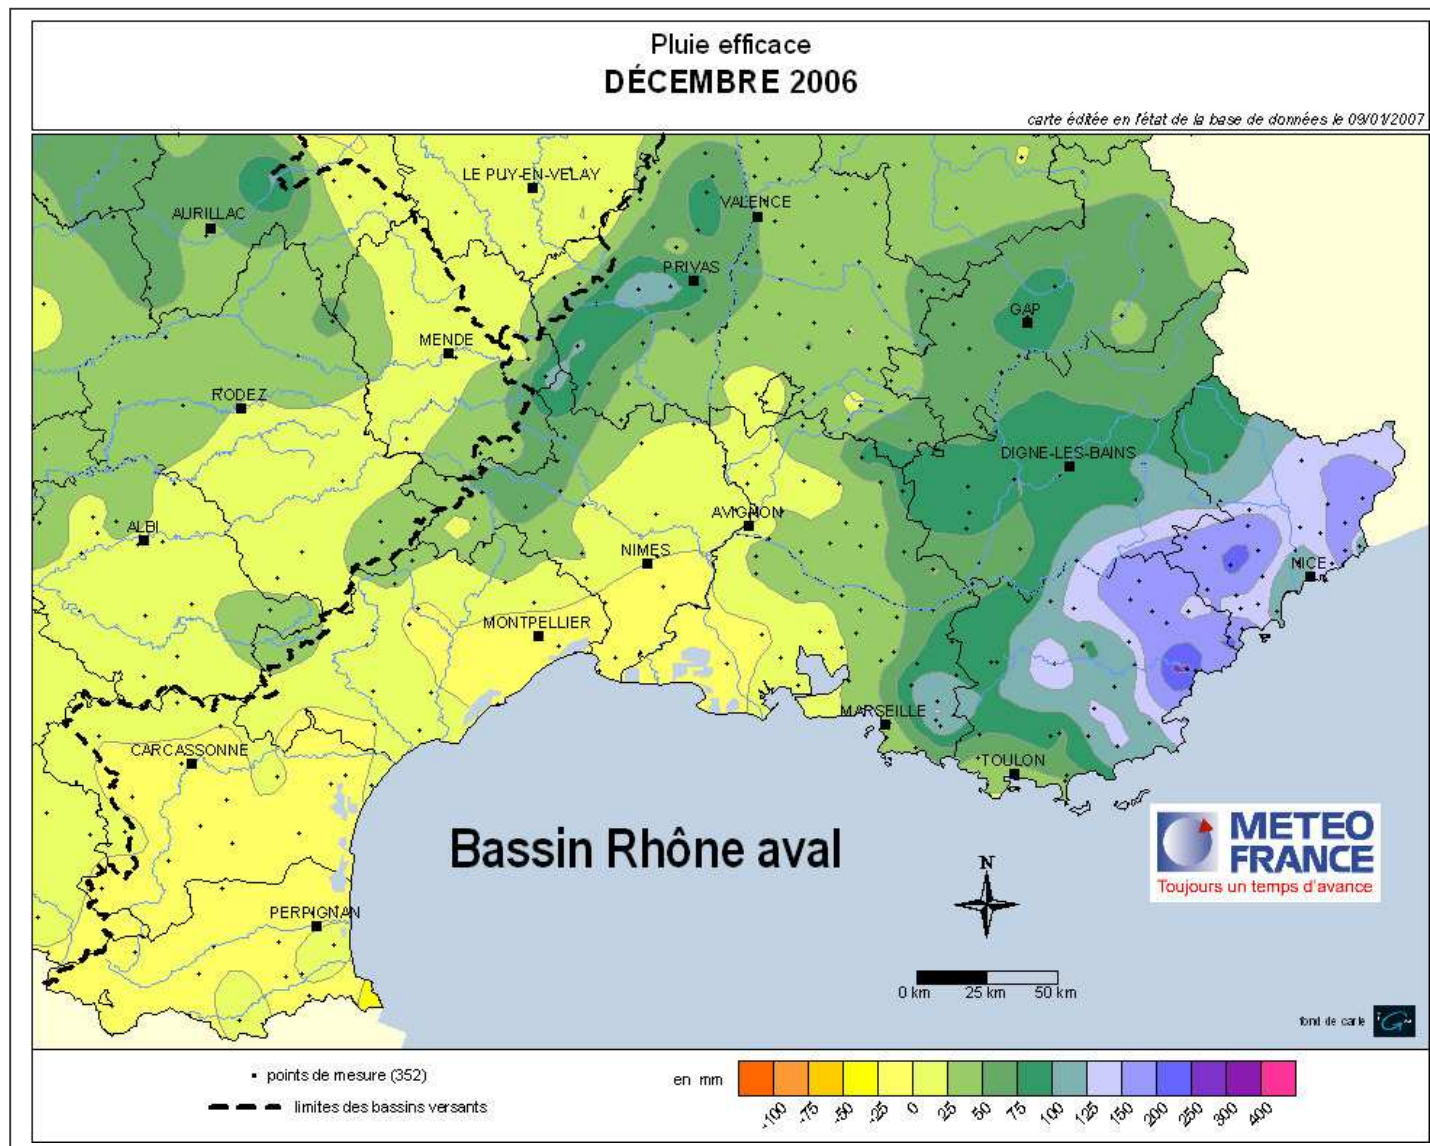 Pluie efficace
DÉCEMBRE 2006
carte éditée en l'état de la base de données le 09/01/2007
LE PUY-EN-VELAY
AURILLAC
VALENCE
PRIVAS
GAP
MENDE
RODEZ
DIGNE-LES-BAINS
AVIGNON
ALBI
NIMES
NICE
MONTPELLIER
MARSEILLE
CARCASSONNE
TOULON
Bassin Rhône aval
METEO
FRANCE
Toujours un temps d'avance
N
PERPIGNAN
0 km 25 km 50 km
fond de carte
points de mesure (352)
en mm
limites des bassins versants
-100 -75 -50 -25 0 25 50 75 100 125 150 200 250 300 400